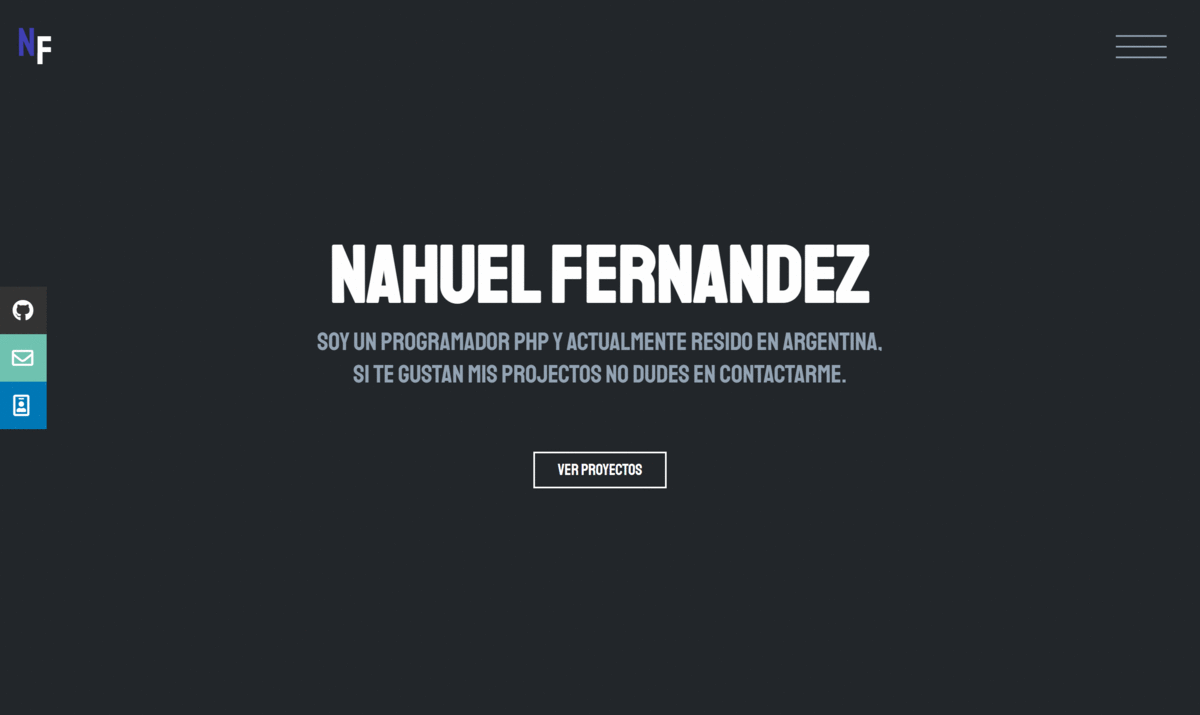 NF
NAHUEL FERNANDEZ
SOY UN PROGRAMADOR PHP Y ACTUALMENTE RESIDO EN ARGENTINA,
SI TE GUSTAN MIS PROJECTOS NO DUDES EN CONTACTARME.
VER PROYECTOS